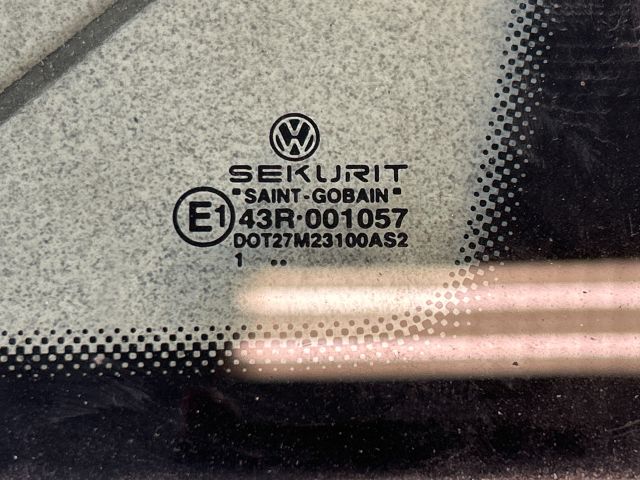 SEKURIT
"SAINT-GOBAIN"
E1 43R·001057
DOT27M23100AS2
1 ..